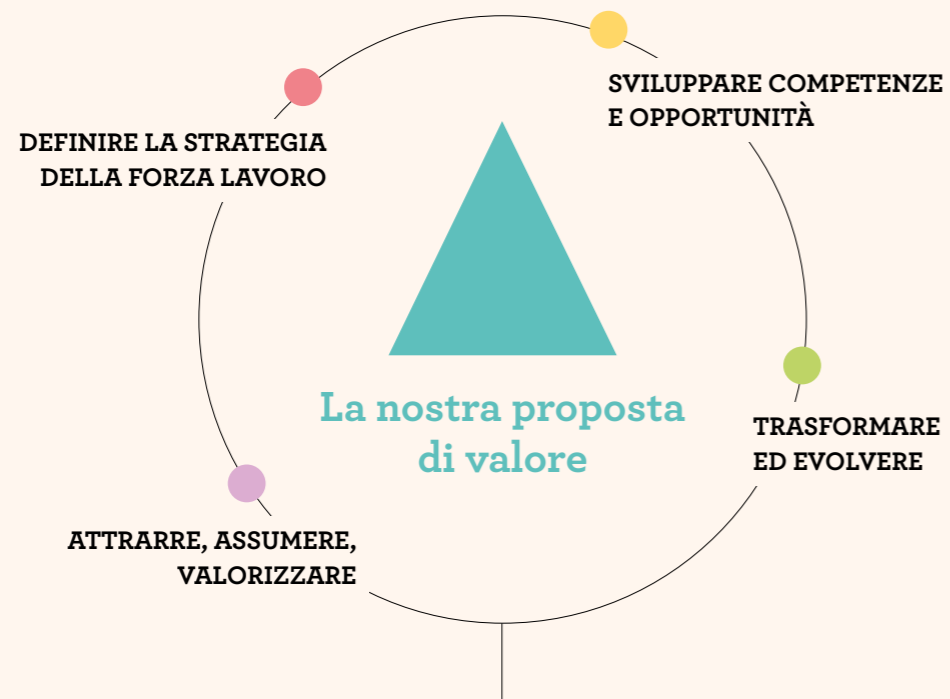 SVILUPPARE COMPETENZE
E OPPORTUNITÀ
DEFINIRE LA STRATEGIA
DELLA FORZA LAVORO
La nostra proposta
di valore
TRASFORMARE
ED EVOLVERE
ATTRARRE, ASSUMERE,
VALORIZZARE